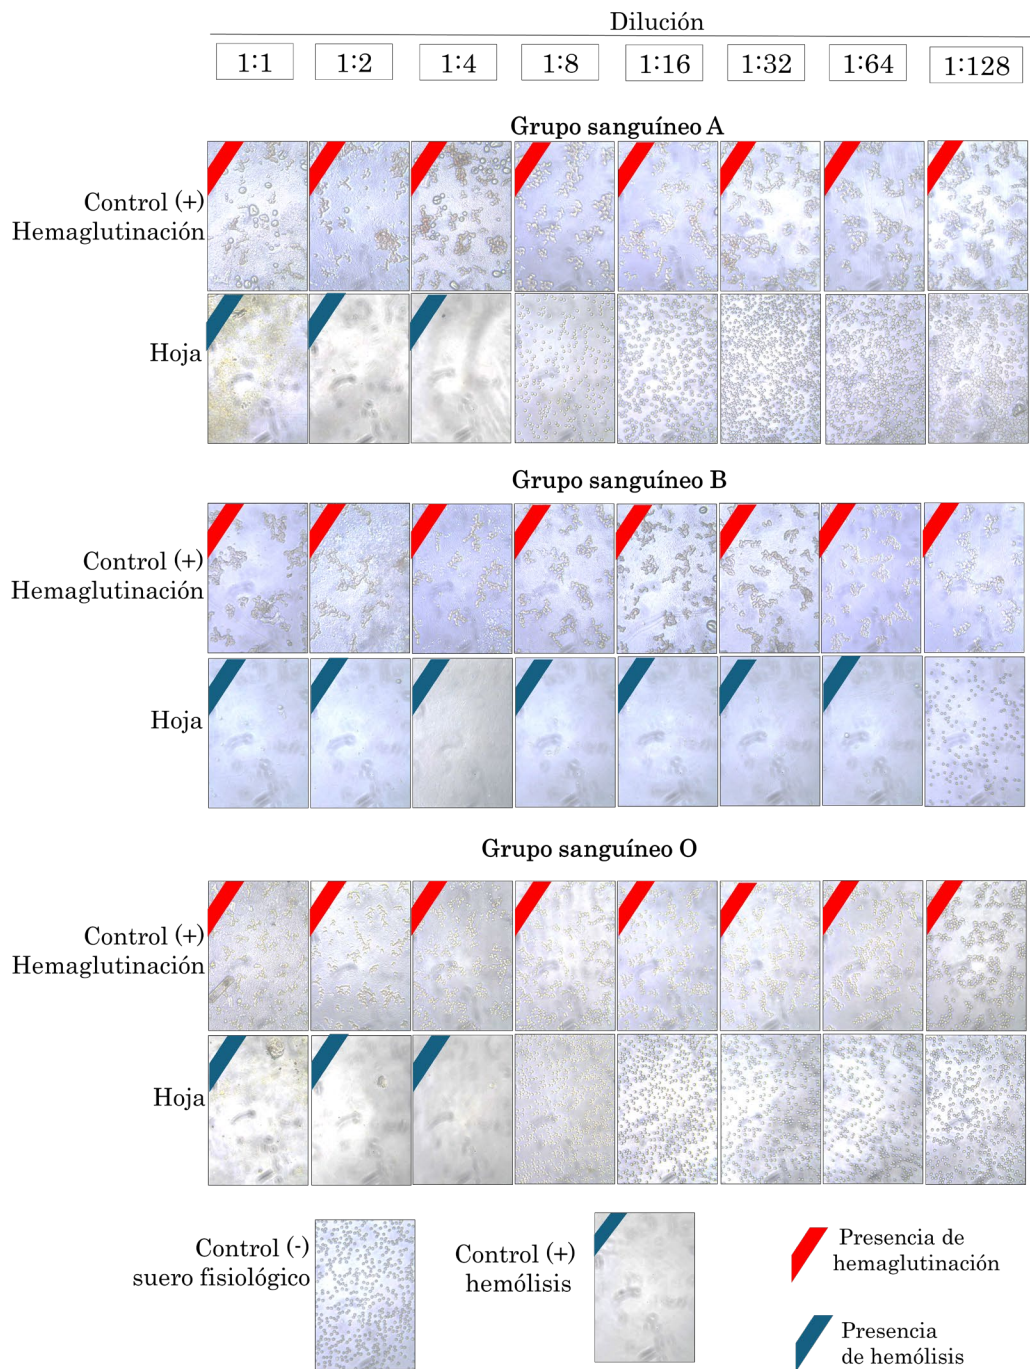 Dilución
1:1 1:2 1:4 1:8 1:16 1:32 1:64 1:128
Grupo sanguíneo A
Control (+)
Hemaglutinación
Hoja
Grupo sanguíneo B
Control (+)
Hemaglutinación
Hoja
Grupo sanguíneo O
Control (+)
Hemaglutinación
Hoja
Control (-)
suero fisiológico
Control (+)
hemólisis
Presencia de
hemaglutinación
Presencia
de hemólisis